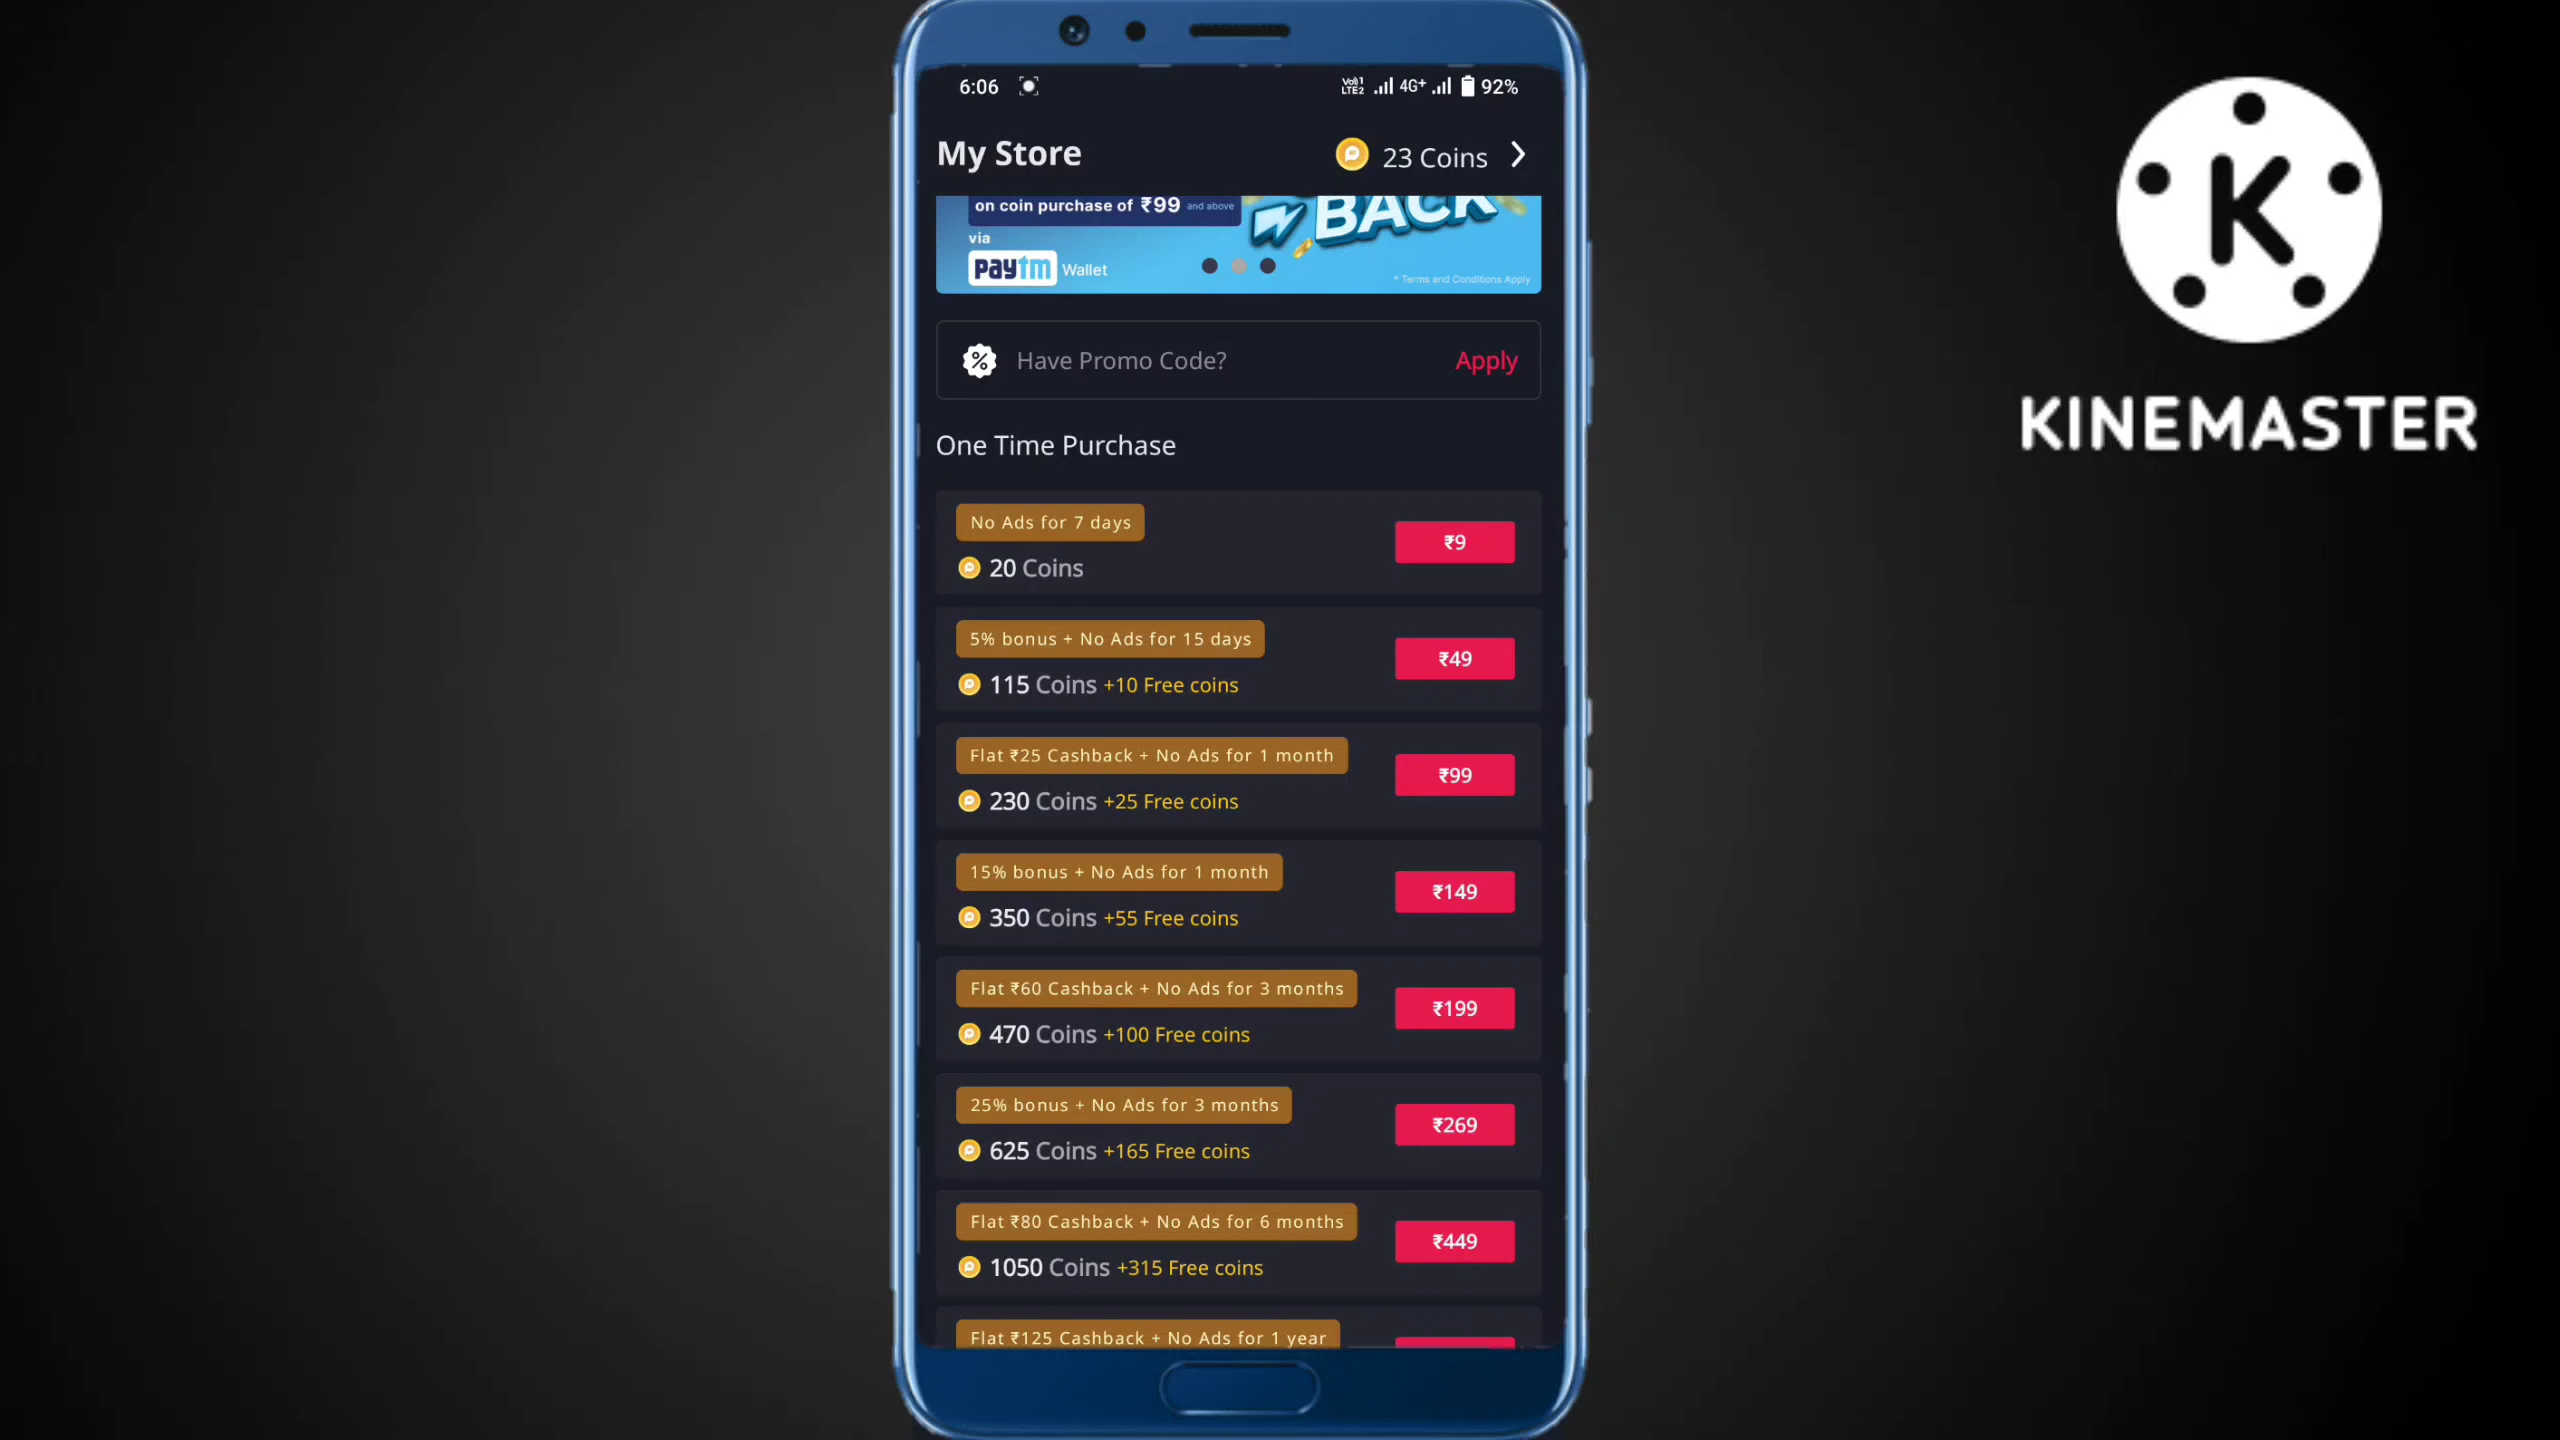 6:06 Vo)) 1 LTE2 4G+ 92%
My Store 23 Coins
on coin purchase of ₹99 and above
BACK
via
paytm Wallet
* Terms and Conditions Apply
Have Promo Code? Apply
One Time Purchase
No Ads for 7 days
20 Coins
₹9
5% bonus + No Ads for 15 days
115 Coins +10 Free coins
₹49
Flat ₹25 Cashback + No Ads for 1 month
230 Coins +25 Free coins
₹99
15% bonus + No Ads for 1 month
350 Coins +55 Free coins
₹149
Flat ₹60 Cashback + No Ads for 3 months
470 Coins +100 Free coins
₹199
25% bonus + No Ads for 3 months
625 Coins +165 Free coins
₹269
Flat ₹80 Cashback + No Ads for 6 months
1050 Coins +315 Free coins
₹449
Flat ₹125 Cashback + No Ads for 1 year
K
KINEMASTER